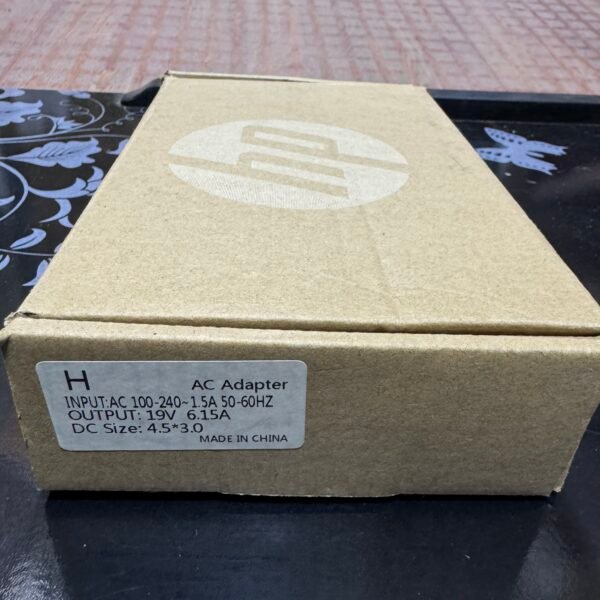 hp
H
AC Adapter
INPUT:AC 100-240~1.5A 50-60HZ
OUTPUT: 19V 6.15A
DC Size: 4.5*3.0
MADE IN CHINA